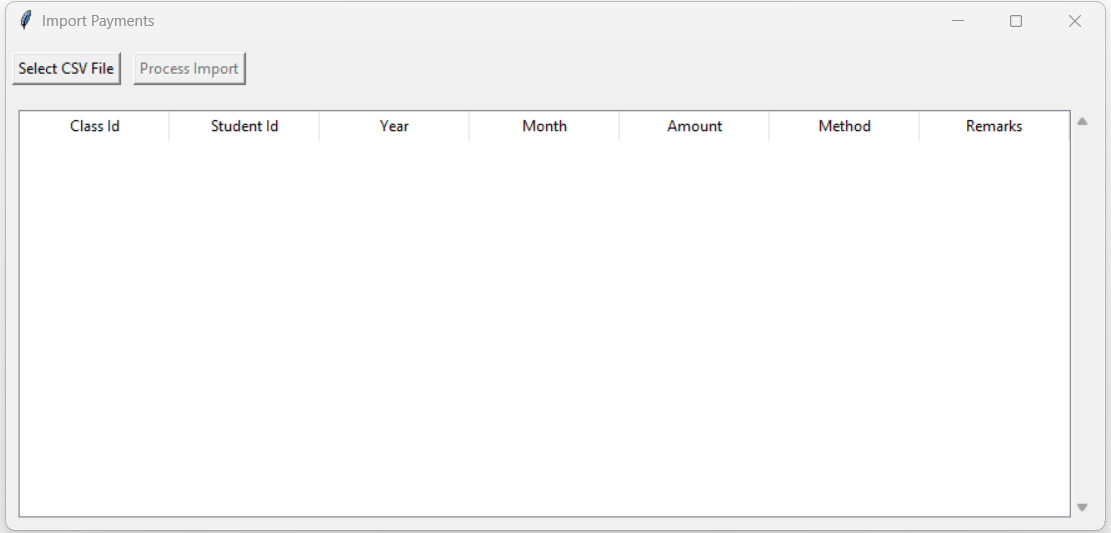 Import Payments
Select CSV File Process Import
Class Id Student Id Year Month Amount Method Remarks